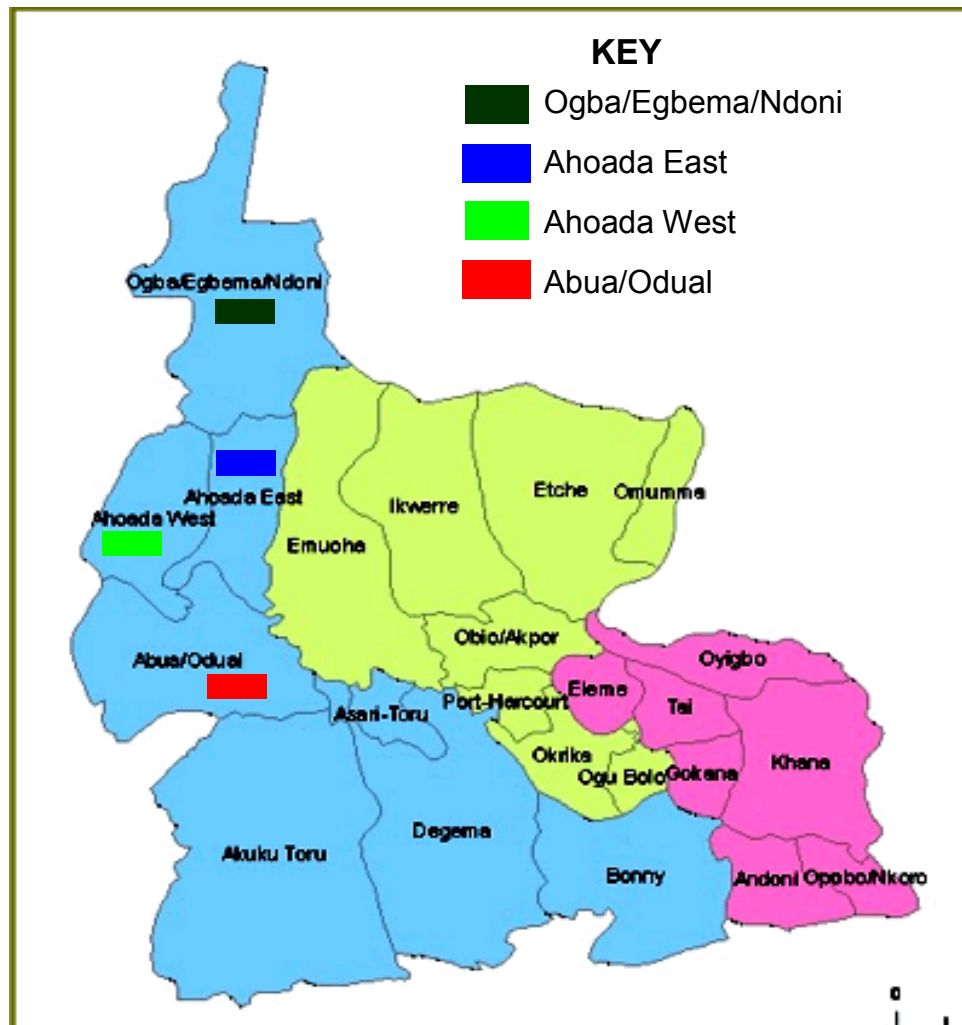 KEY
Ogba/Egbema/Ndoni
Ahoada East
Ahoada West
Abua/Odual
Ogba/Egbema/Ndoni
Ahoada East
Ahoada West
Emuoha
Ikwerre
Etche
Omumma
Obio/Akpor
Oyigbo
Abua/Odual
Eleme
Port-Harcourt
Tai
Asari-Toru
Okrika
Ogu Bolo
Gokana
Khana
Degema
Akuku Toru
Bonny
Andoni
Opobo/Nkoro
0